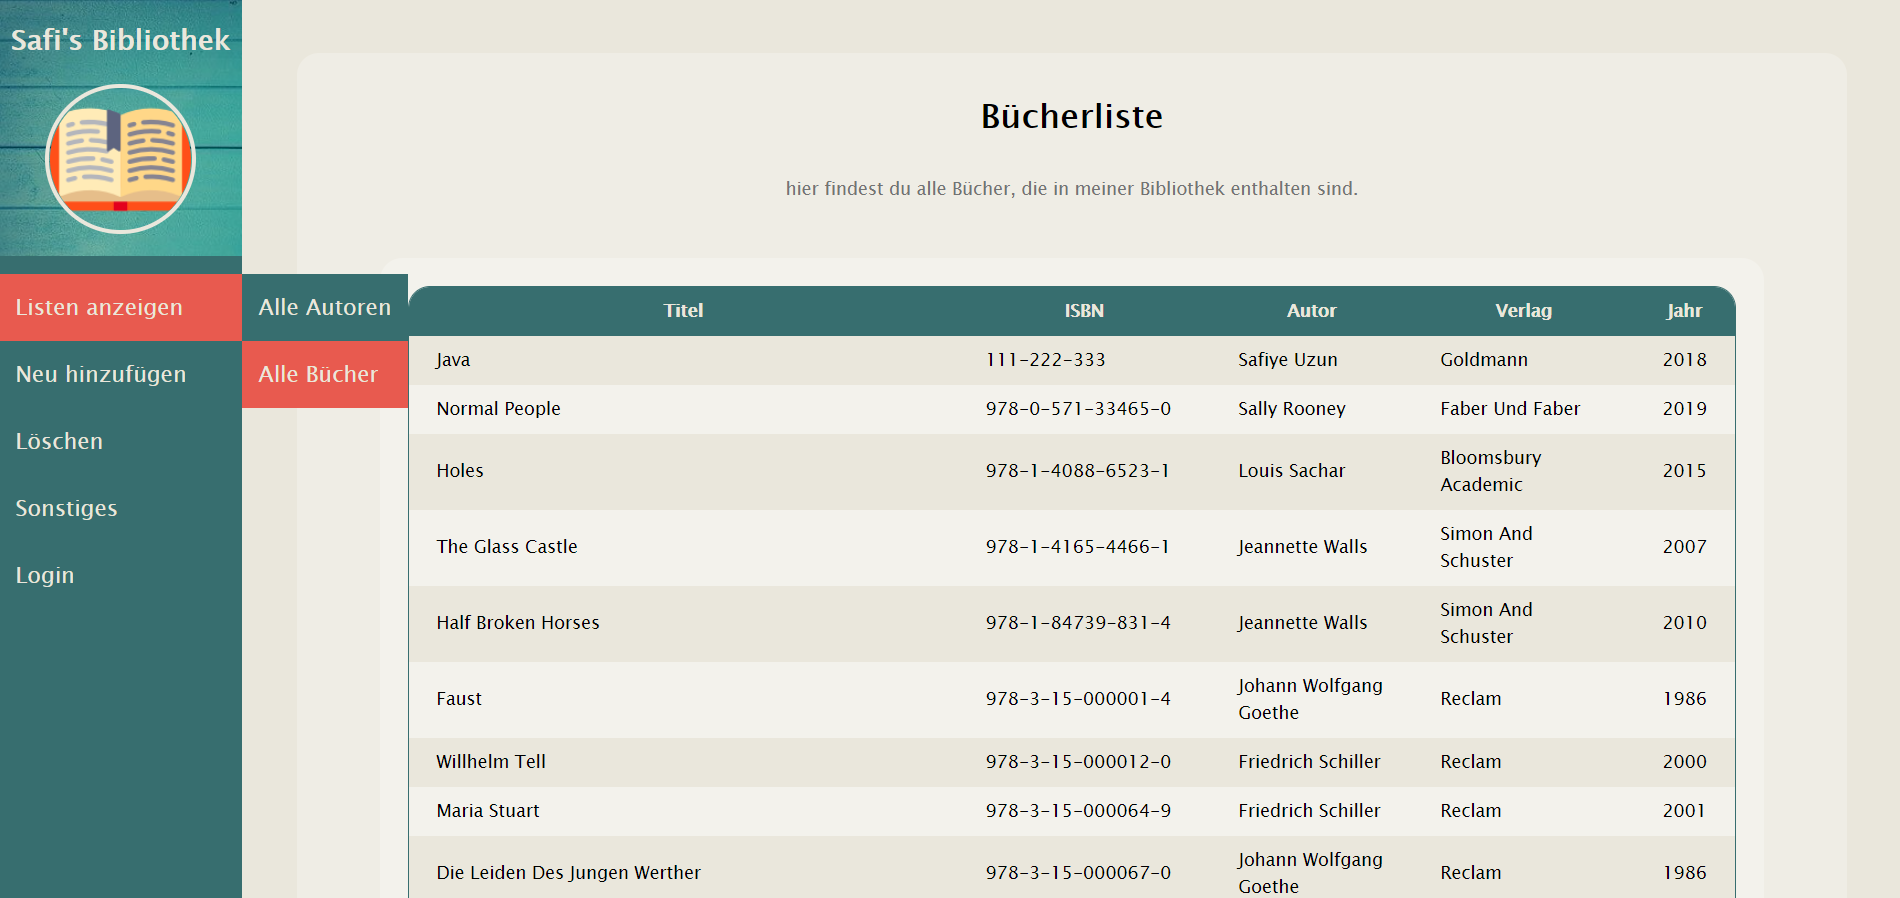 Safi's Bibliothek
Listen anzeigen
Neu hinzufügen
Löschen
Sonstiges
Login
Alle Autoren
Alle Bücher
Bücherliste
hier findest du alle Bücher, die in meiner Bibliothek enthalten sind.
Titel ISBN Autor Verlag Jahr
Java 111-222-333 Safiye Uzun Goldmann 2018
Normal People 978-0-571-33465-0 Sally Rooney Faber Und Faber 2019
Holes 978-1-4088-6523-1 Louis Sachar Bloomsbury
Academic 2015
The Glass Castle 978-1-4165-4466-1 Jeannette Walls Simon And
Schuster 2007
Half Broken Horses 978-1-84739-831-4 Jeannette Walls Simon And
Schuster 2010
Faust 978-3-15-000001-4 Johann Wolfgang
Goethe Reclam 1986
Willhelm Tell 978-3-15-000012-0 Friedrich Schiller Reclam 2000
Maria Stuart 978-3-15-000064-9 Friedrich Schiller Reclam 2001
Die Leiden Des Jungen Werther 978-3-15-000067-0 Johann Wolfgang
Goethe Reclam 1986